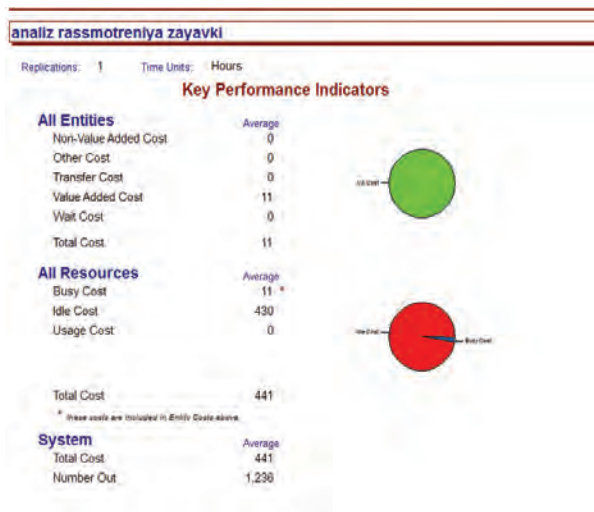 analiz rassmotreniya zayavki
Replications: 1 Time Units: Hours
Key Performance Indicators
All Entities Average
Non-Value Added Cost 0
Other Cost 0
Transfer Cost 0
Value Added Cost 11
Wait Cost 0
Total Cost 11
All Resources Average
Busy Cost 11 *
Idle Cost 430
Usage Cost 0
Idle Cost
Busy Cost
Total Cost 441
* these costs are included in Entity Costs above.
System Average
Total Cost 441
Number Out 1,236